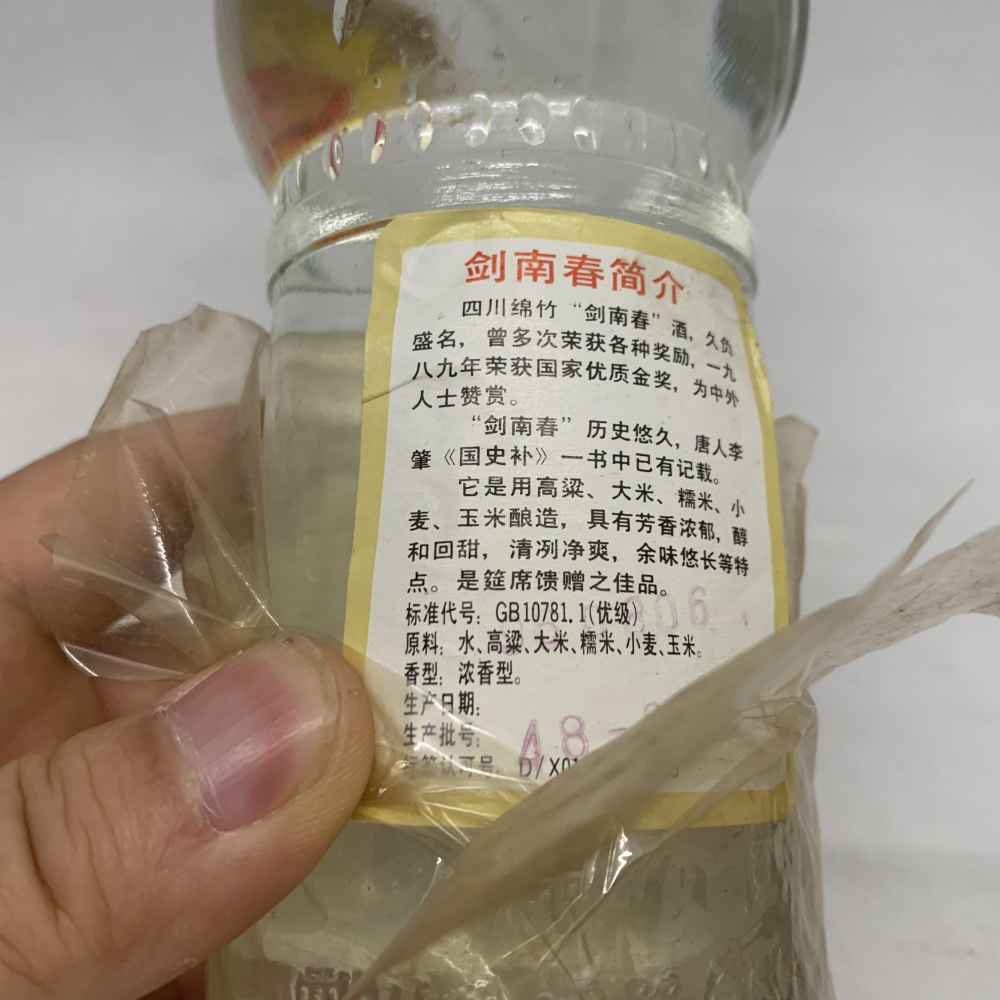 剑南春简介
四川绵竹“剑南春”酒，久负
盛名，曾多次荣获各种奖励，一九
八九年荣获国家优质金奖，为中外
人士赞赏。
“剑南春”历史悠久，唐人李
肇《国史补》一书中已有记载。
它是用高粱、大米、糯米、小
麦、玉米酿造，具有芳香浓郁，醇
和回甜，清冽净爽，余味悠长等特
点。是筵席馈赠之佳品。
标准代号：GB10781.1(优级)
原料：水、高粱、大米、糯米、小麦、玉米。
香型：浓香型。
生产日期：
生产批号：